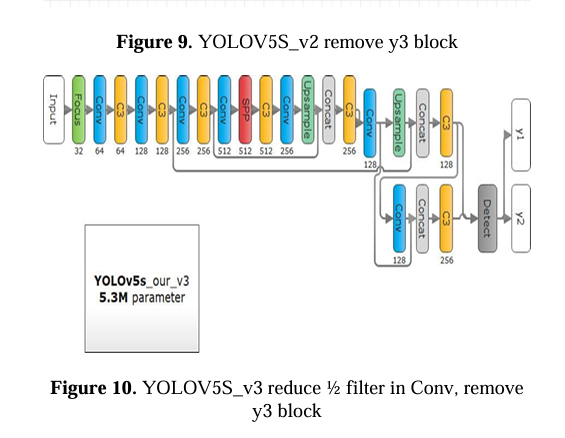 Figure 9. YOLOV5S_v2 remove y3 block
Input
Focus
Conv
C3
Conv
C3
Conv
C3
Conv
SPP
C3
Conv
Upsample
Concat
C3
Conv
Upsample
Concat
C3
y1
32
64
64
128
128
256
256
512
512
512
256
256
128
128
Conv
Concat
C3
Detect
y2
128
256
YOLOv5s_our_v3
5.3M parameter
Figure 10. YOLOV5S_v3 reduce ½ filter in Conv, remove
y3 block